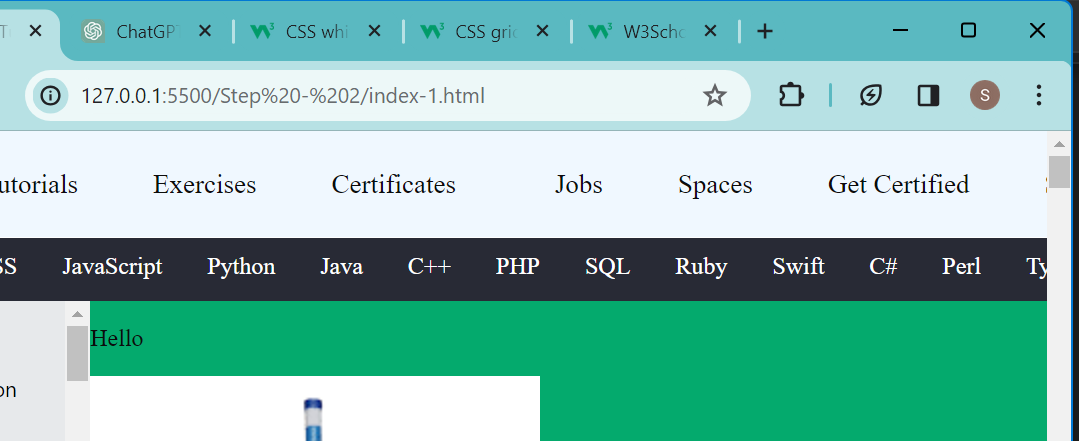 ChatGP CSS whi CSS grid W3Scho
127.0.0.1:5500/Step%20-%202/index-1.html S
utorials Exercises Certificates Jobs Spaces Get Certified
SS JavaScript Python Java C++ PHP SQL Ruby Swift C# Perl Ty
Hello
on